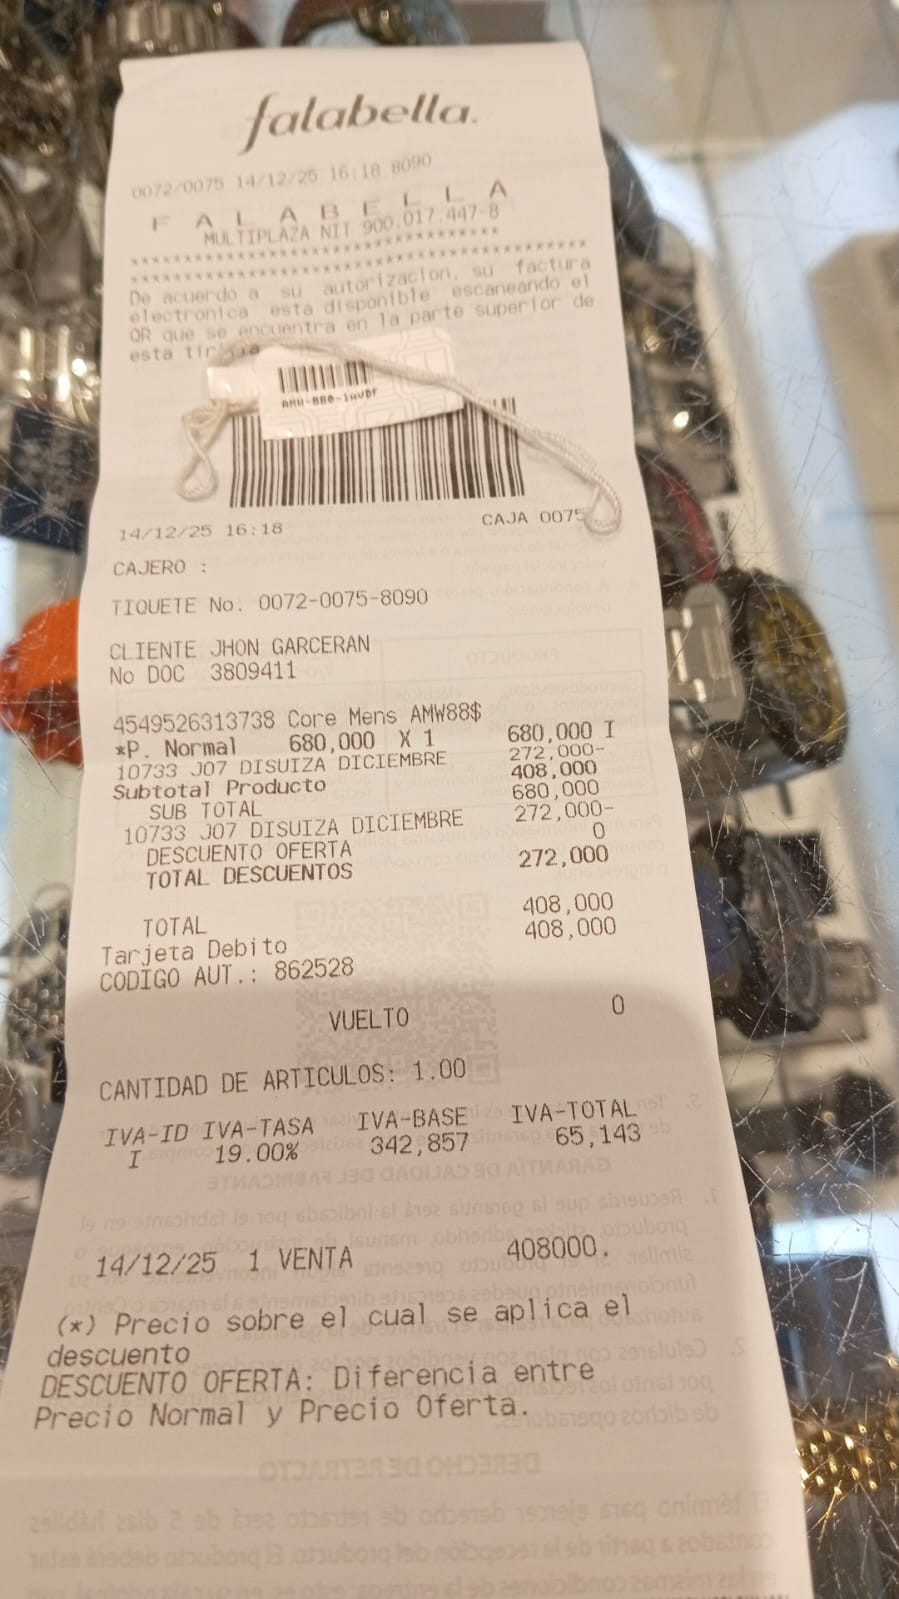 falabella.
0072/0075 14/12/25 16:18 8090
F A L A B E L L A
MULTIPLAZA NIT 900.017.447-8
****************************************
****************************************
De acuerdo a su autorizacion, su factura
electronica esta disponible escaneando el
QR que se encuentra en la parte superior de
esta
14/12/25 16:18 CAJA 0075
CAJERO :
TIQUETE No. 0072-0075-8090
CLIENTE JHON GARCERAN
No DOC 3809411
4549526313738 Core Mens AMW88$
*P. Normal 680,000 X 1 680,000 I
10733 J07 DISUIZA DICIEMBRE 272,000-
Subtotal Producto 408,000
SUB TOTAL 680,000
10733 J07 DISUIZA DICIEMBRE 272,000-
DESCUENTO OFERTA 0
TOTAL DESCUENTOS 272,000
TOTAL 408,000
Tarjeta Debito 408,000
CODIGO AUT.: 862528
VUELTO 0
CANTIDAD DE ARTICULOS: 1.00
IVA-ID IVA-TASA IVA-BASE IVA-TOTAL
I 19.00% 342,857 65,143
14/12/25 1 VENTA 408000.
(*) Precio sobre el cual se aplica el
descuento
DESCUENTO OFERTA: Diferencia entre
Precio Normal y Precio Oferta.